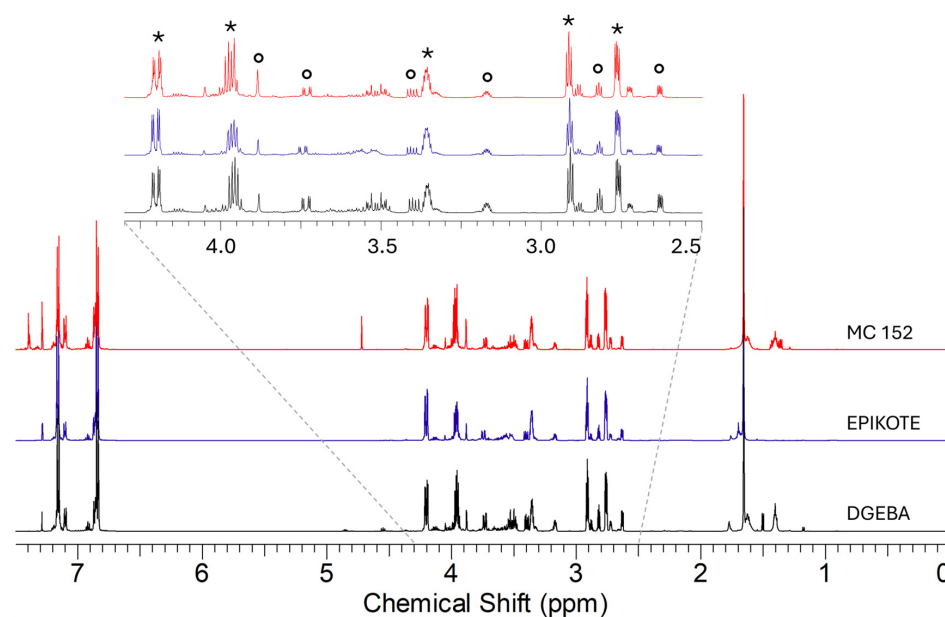 * * * * *
° ° ° ° ° °
4.0 3.5 3.0 2.5
MC 152
EPIKOTE
DGEBA
7 6 5 4 3 2 1 0
Chemical Shift (ppm)